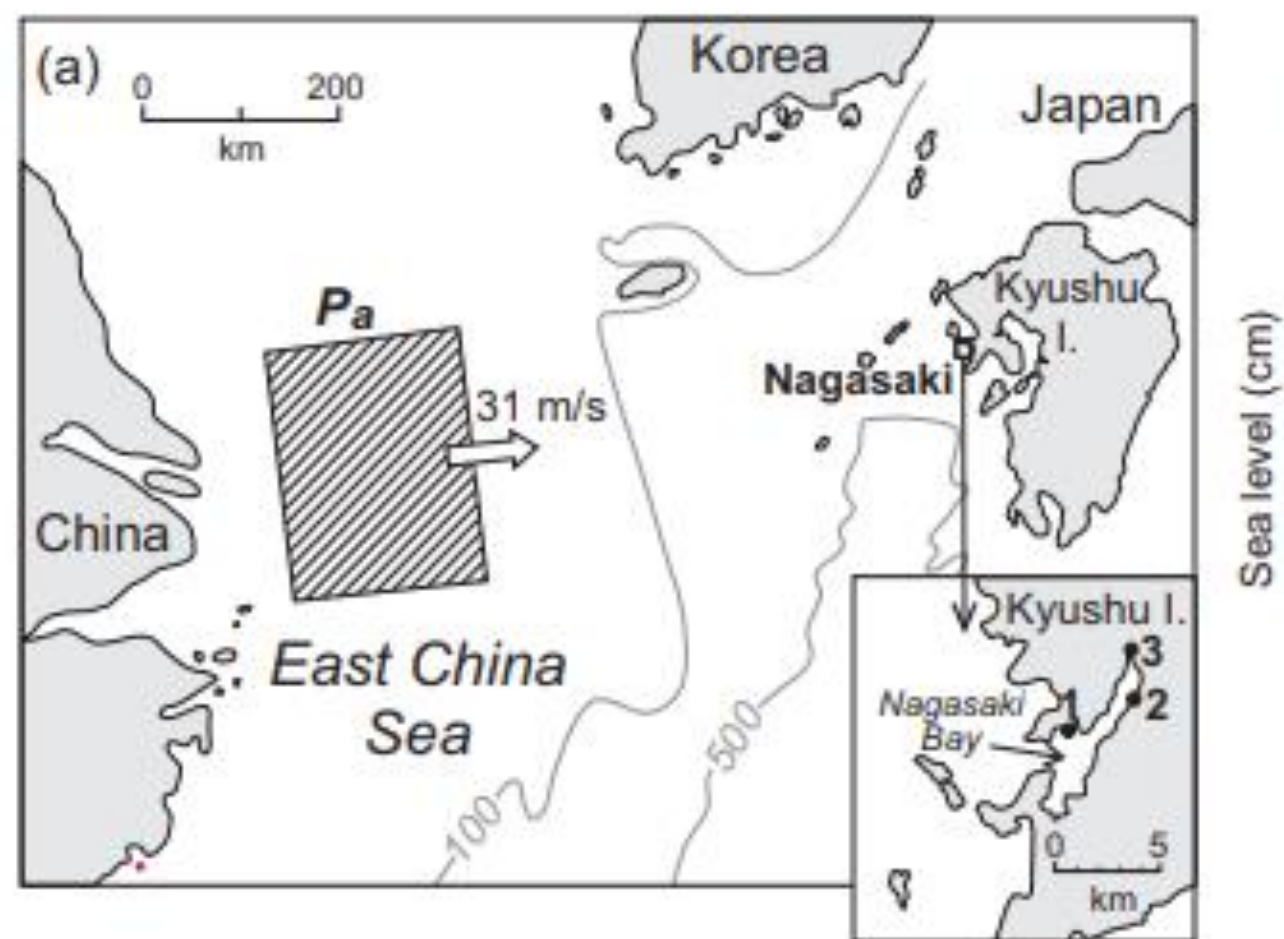 (a)
0 200
km
Korea
Japan
Pa
31 m/s
Kyushu
I.
Nagasaki
China
East China
Sea
100
500
Kyushu I.
3
2
1
Nagasaki
Bay
0 5
km
Sea level (cm)